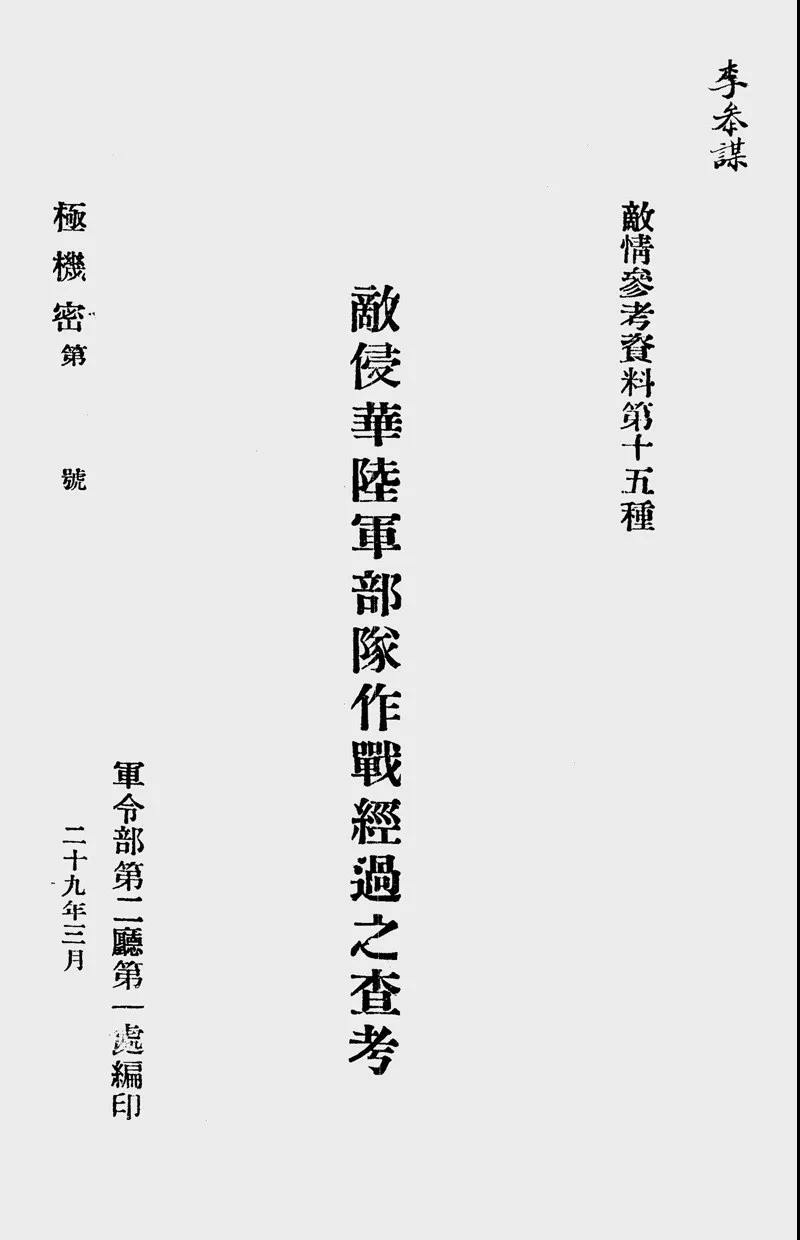 李参謀
敵情參考資料第十五種
敵侵華陸軍部隊作戰經過之查考
軍令部第二廳第一處編印
二十九年三月
極機密第　號